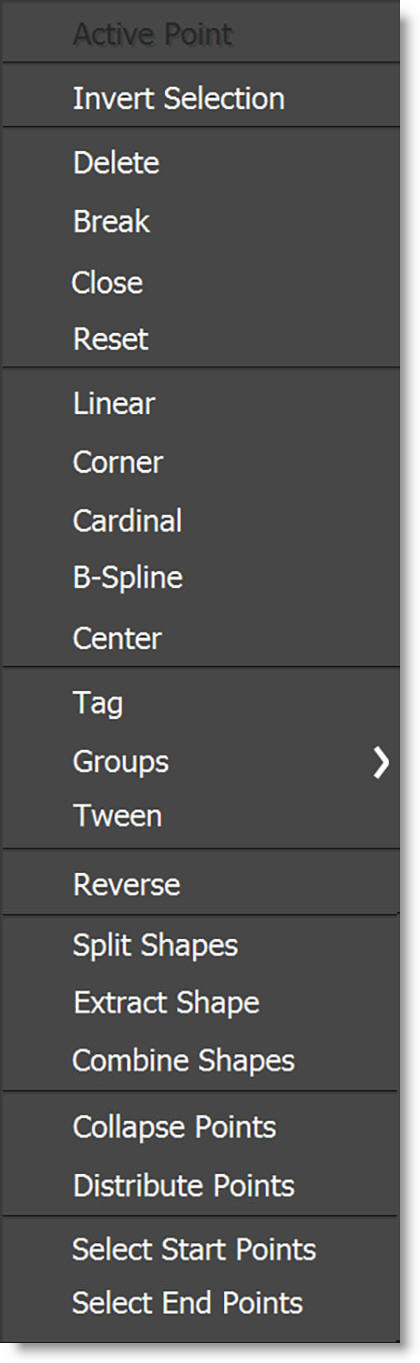 Active Point
Invert Selection
Delete
Break
Close
Reset
Linear
Corner
Cardinal
B-Spline
Center
Tag
Groups
Tween
Reverse
Split Shapes
Extract Shape
Combine Shapes
Collapse Points
Distribute Points
Select Start Points
Select End Points